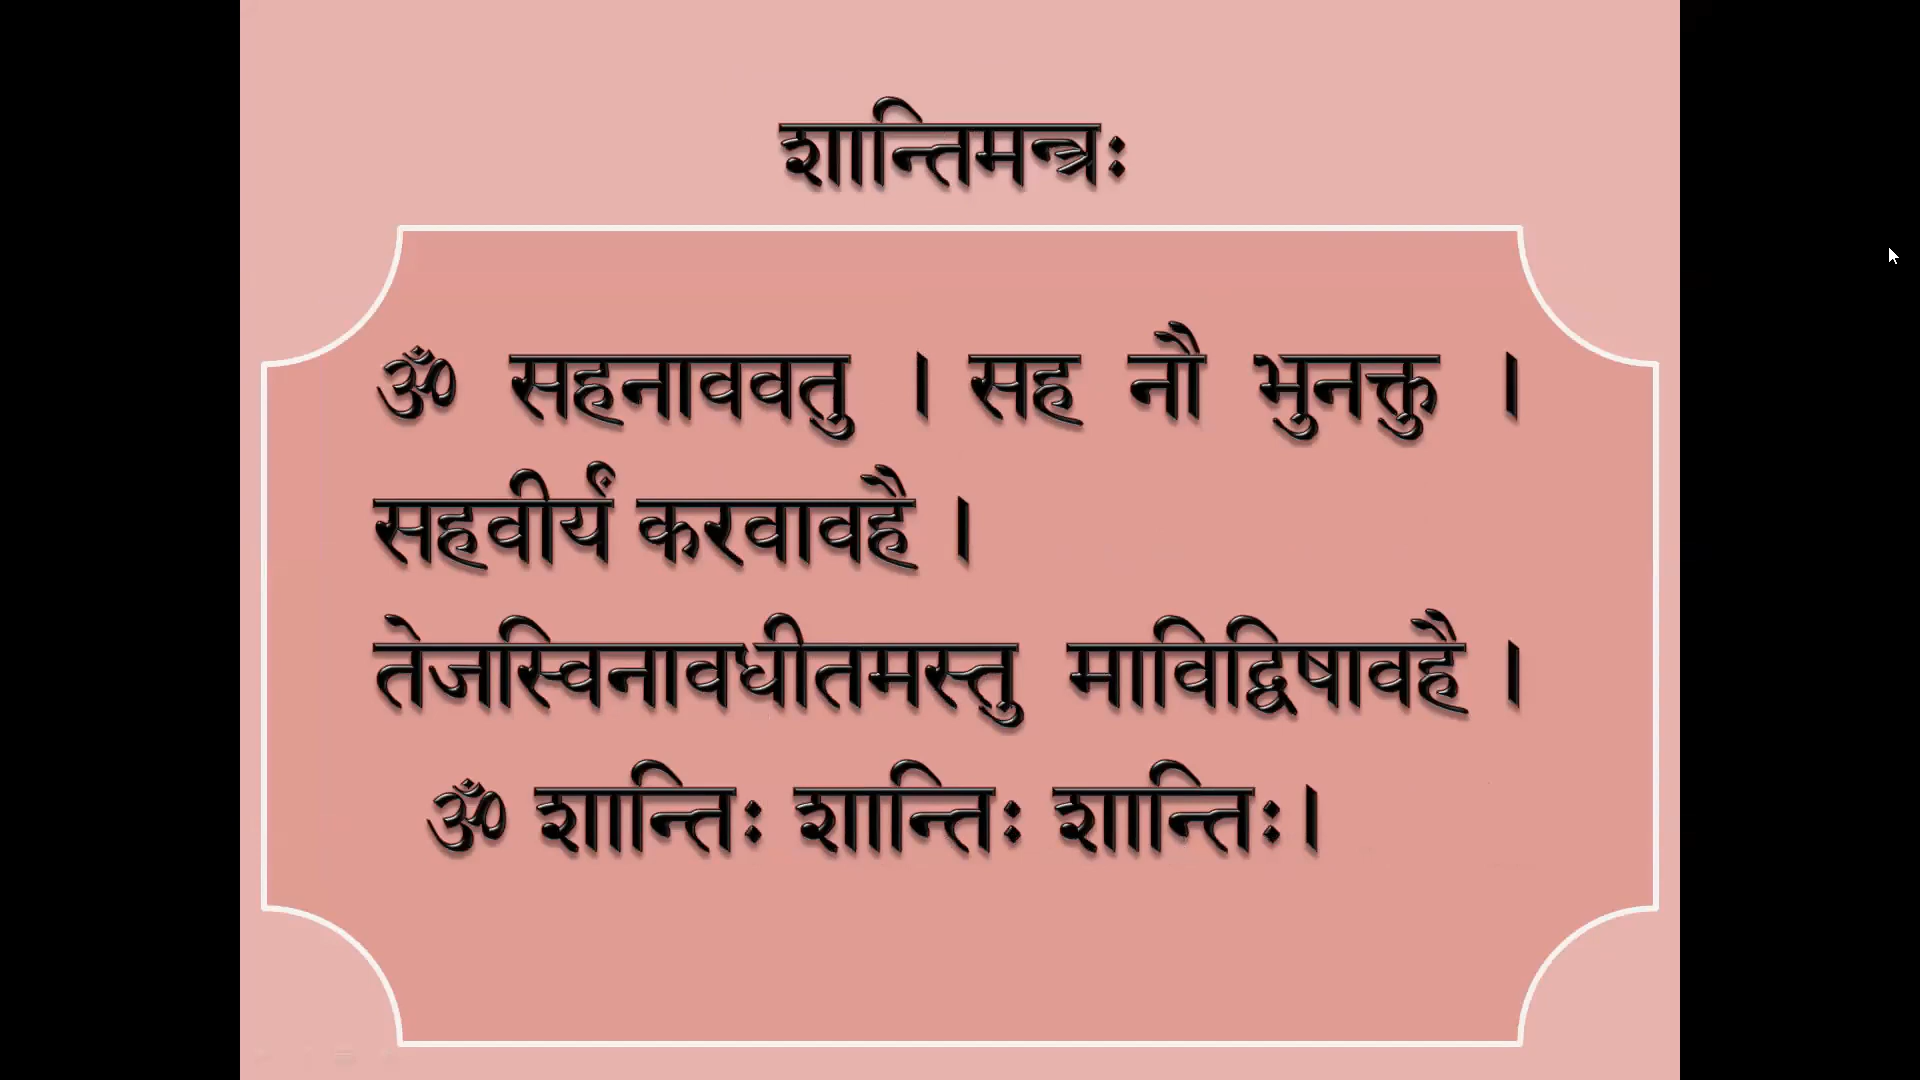 शान्तिमन्त्रः
ॐ सहनाववतु । सह नौ भुनक्तु ।
सहवीर्यं करवावहै ।
तेजस्विनावधीतमस्तु माविद्विषावहै ।
ॐ शान्तिः शान्तिः शान्तिः।